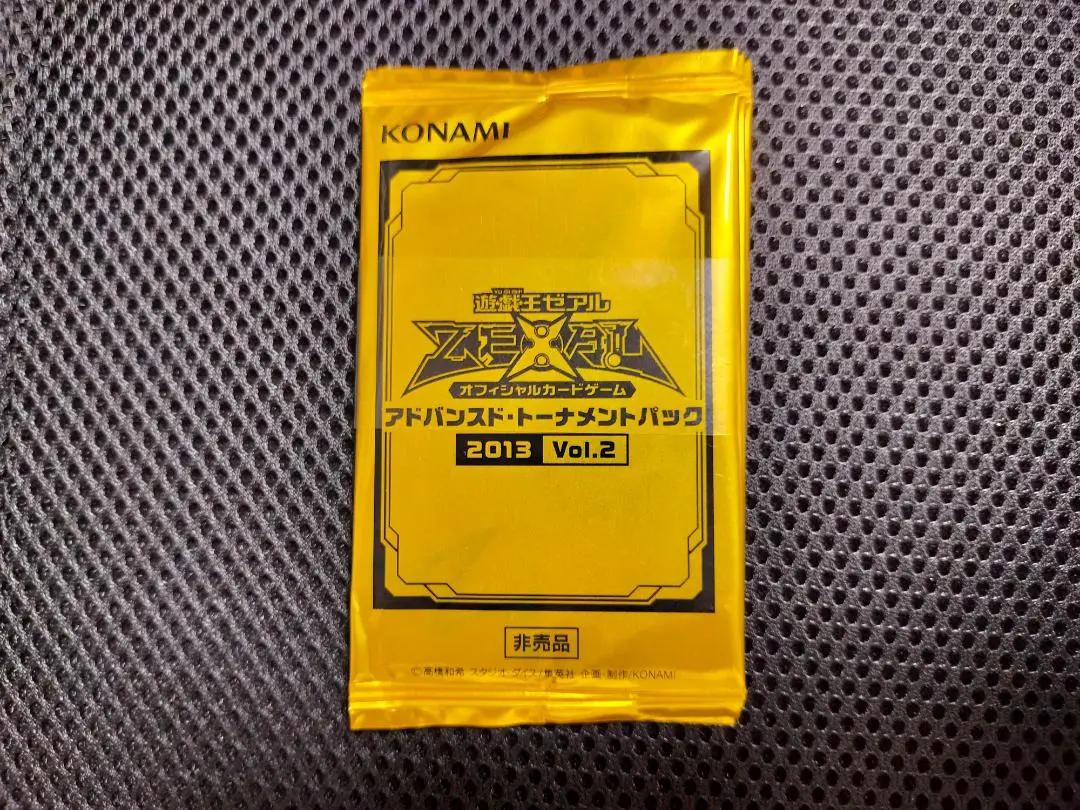 KONAMI
YU-GI-OH!
遊戯王ゼアル
ZEXAL
オフィシャルカードゲーム
アドバンスド・トーナメントパック
2013 Vol.2
非売品
©高橋和希 スタジオ・ダイス/集英社 企画・制作/KONAMI